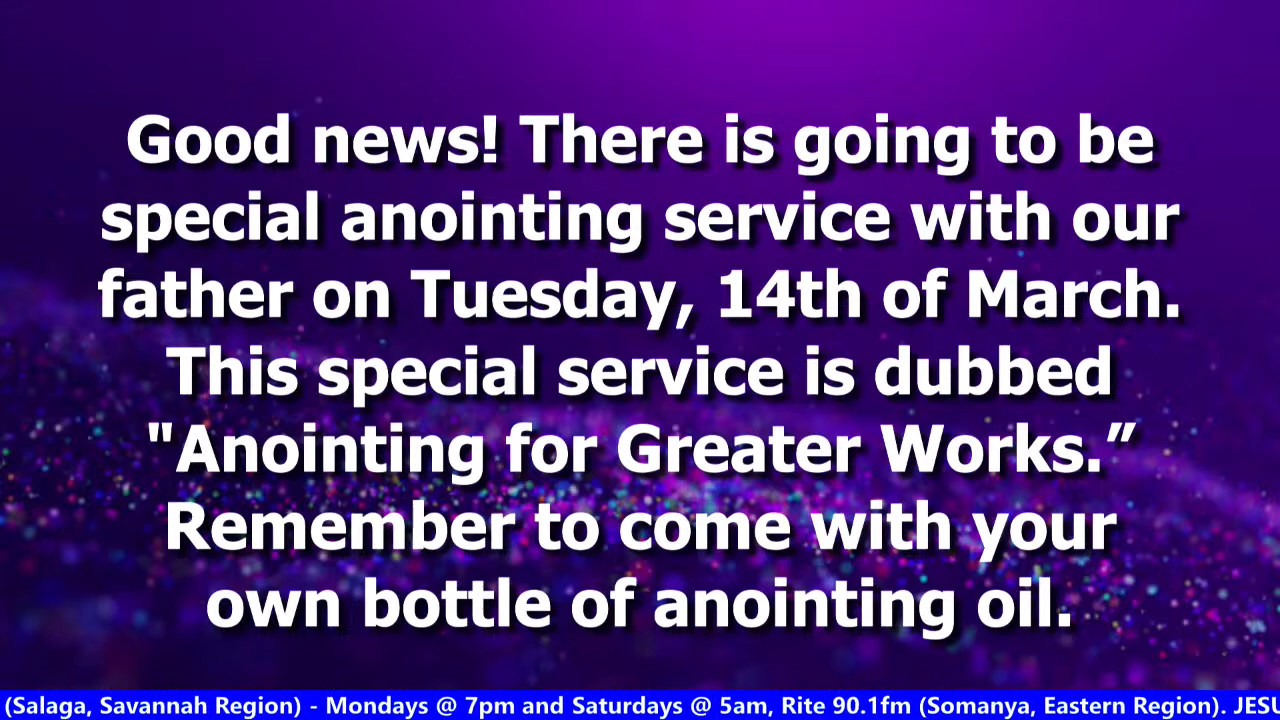 Good news! There is going to be
special anointing service with our
father on Tuesday, 14th of March.
This special service is dubbed
"Anointing for Greater Works.”
Remember to come with your
own bottle of anointing oil.
(Salaga, Savannah Region) - Mondays @ 7pm and Saturdays @ 5am, Rite 90.1fm (Somanya, Eastern Region). JESU